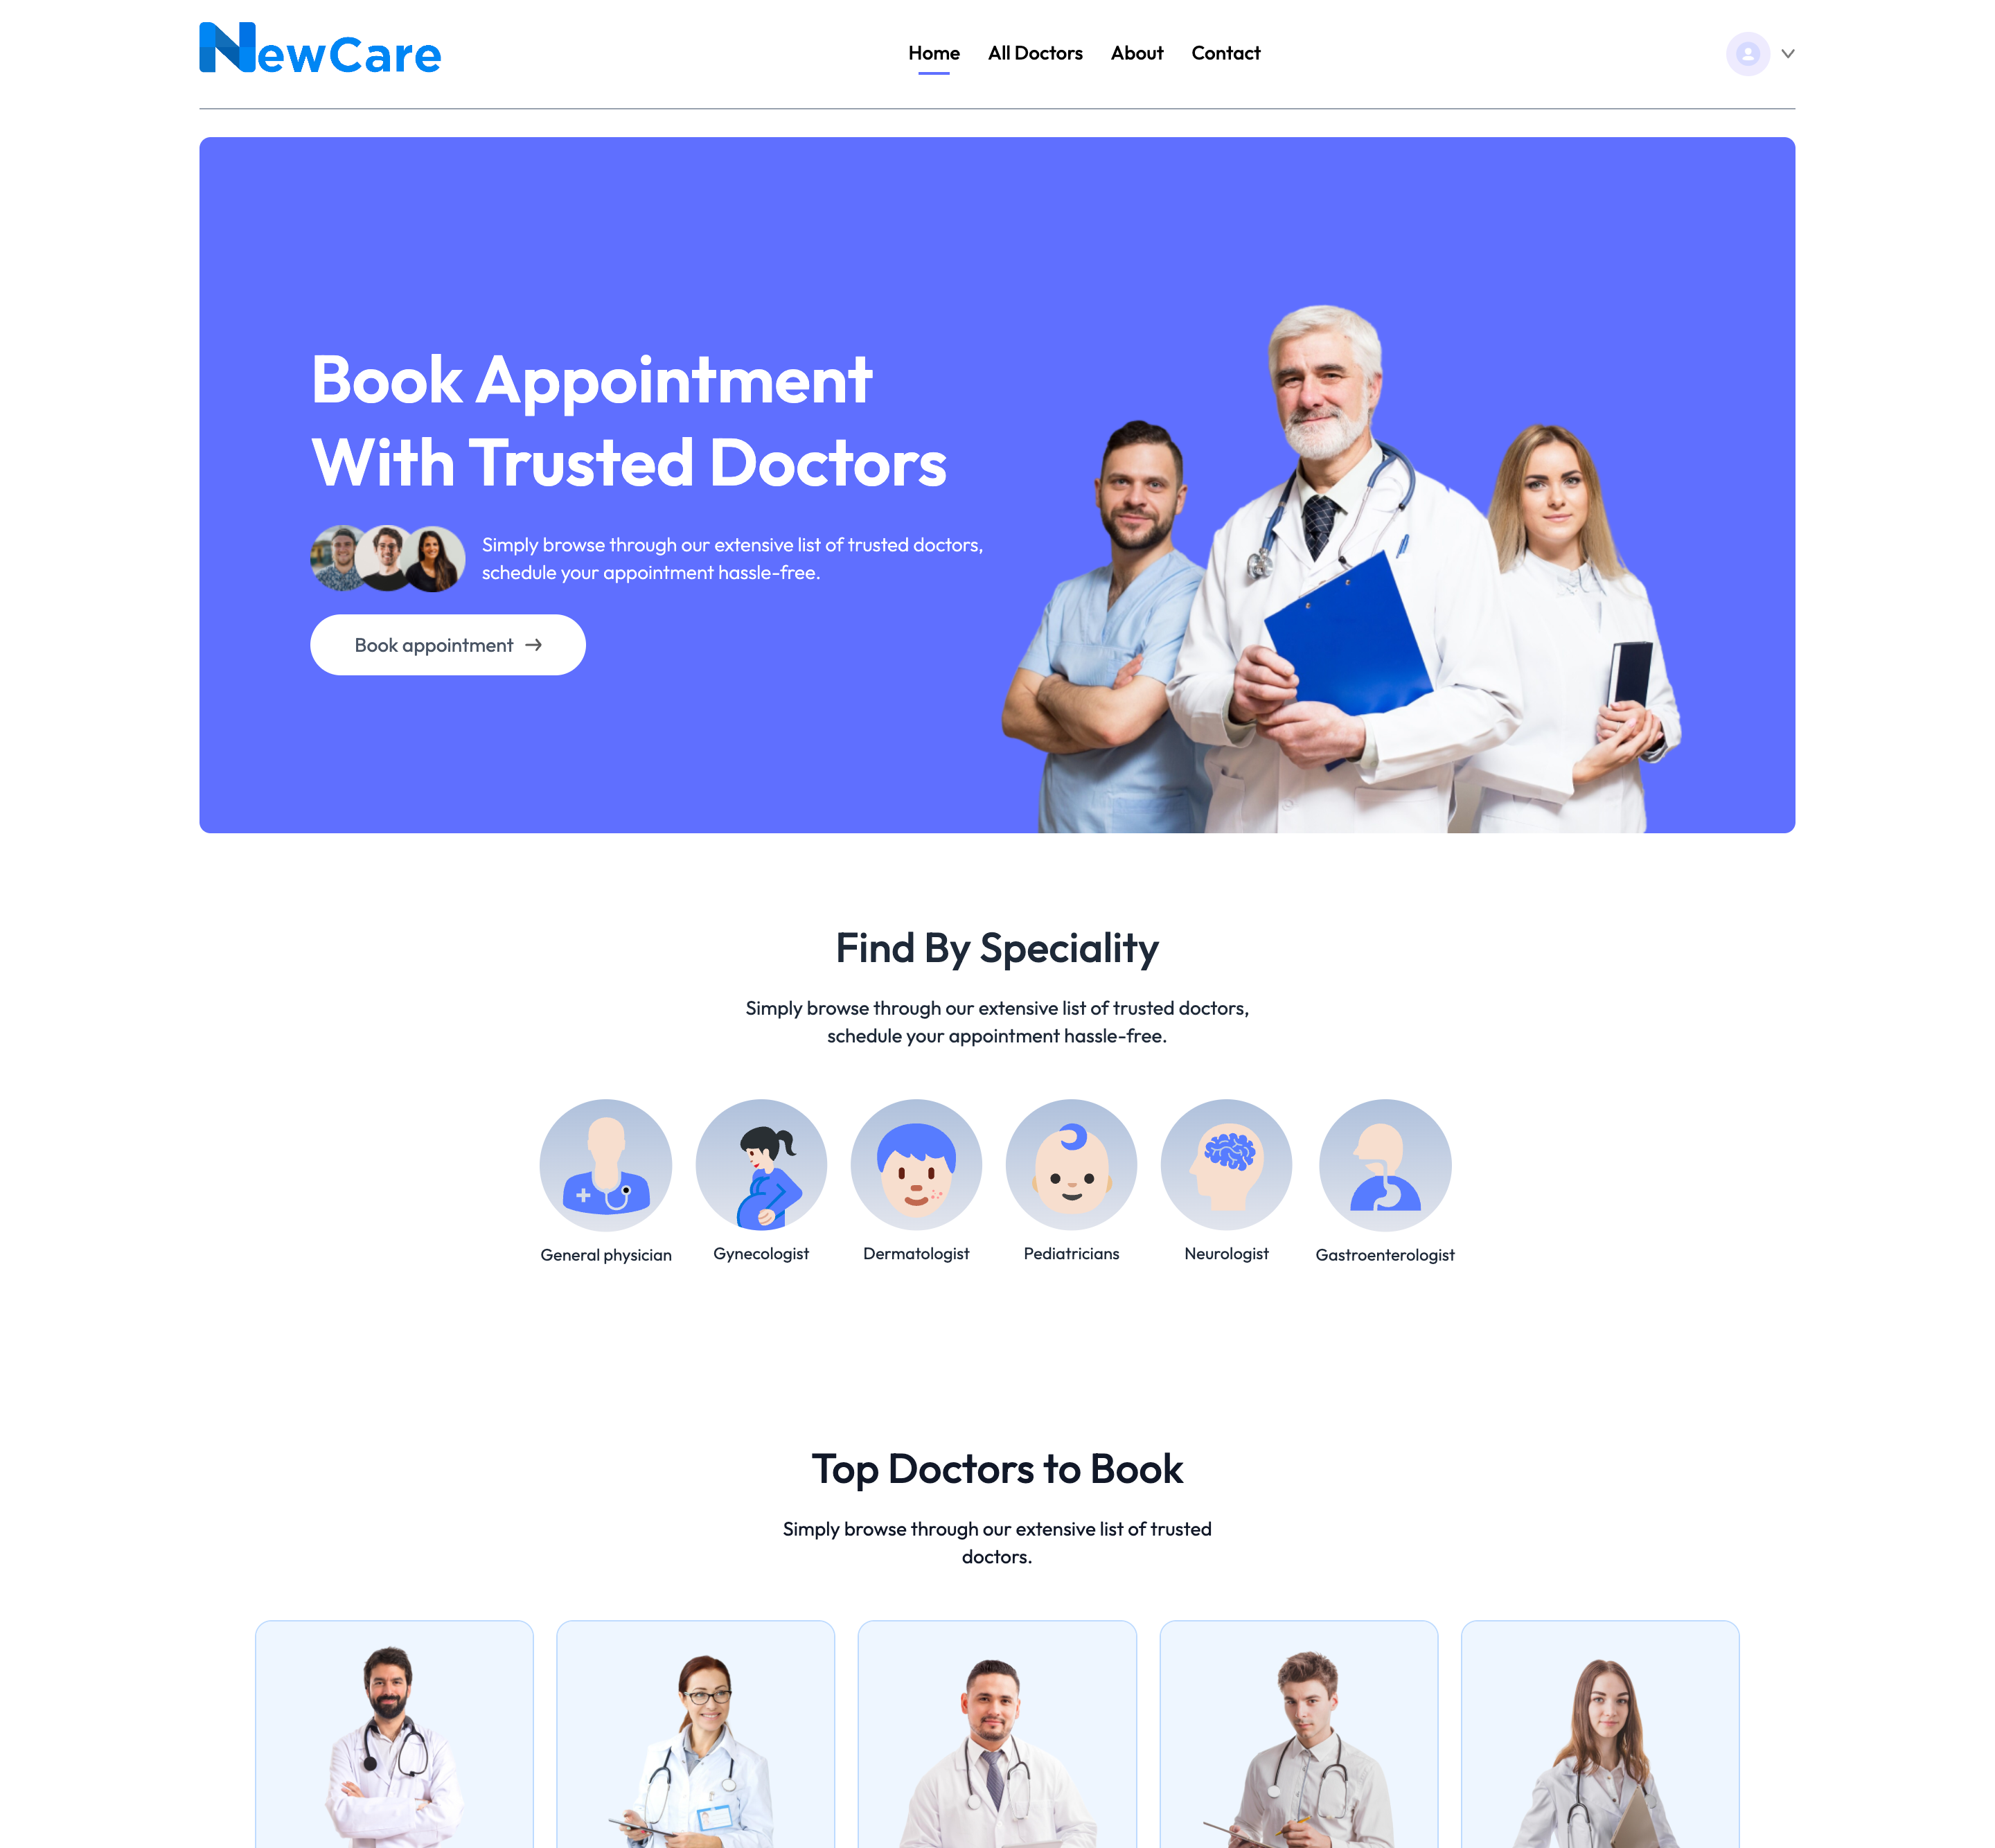 NewCare
Home
All Doctors
About
Contact
Book Appointment
With Trusted Doctors
Simply browse through our extensive list of trusted doctors,
schedule your appointment hassle-free.
Book appointment
Find By Speciality
Simply browse through our extensive list of trusted doctors,
schedule your appointment hassle-free.
General physician
Gynecologist
Dermatologist
Pediatricians
Neurologist
Gastroenterologist
Top Doctors to Book
Simply browse through our extensive list of trusted
doctors.